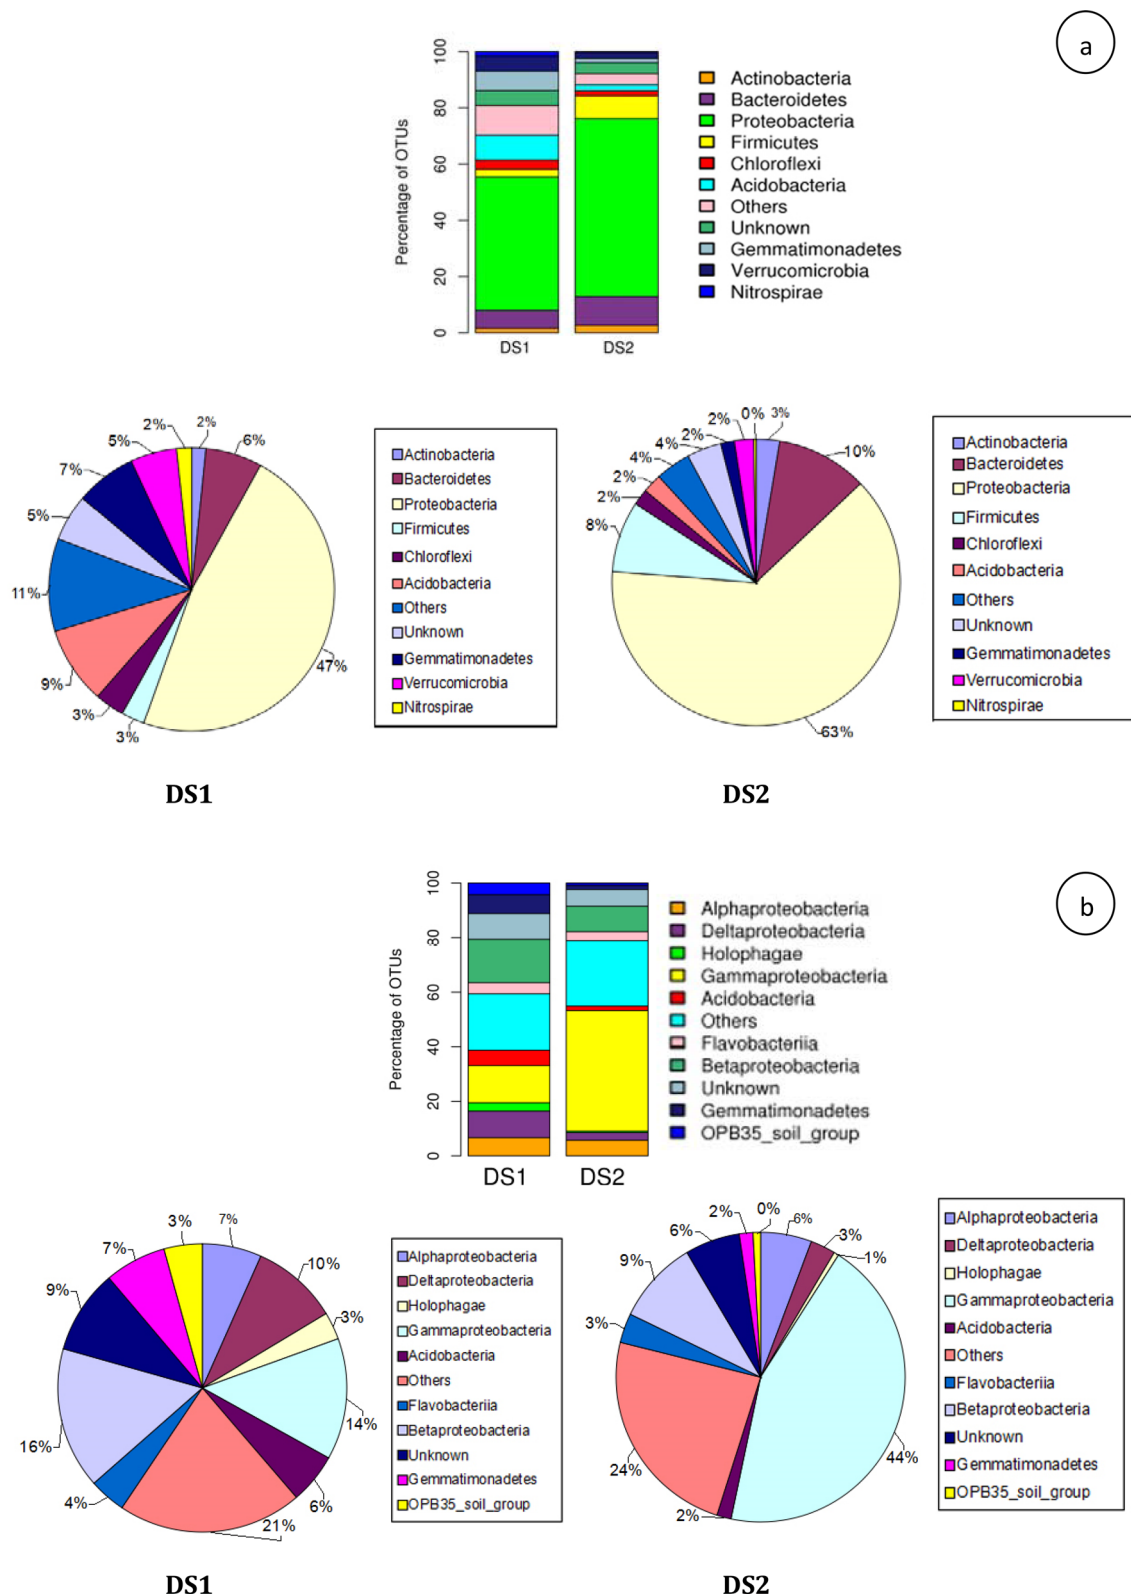 a
Percentage of OTUs
100
80
60
40
20
0
DS1 DS2
Actinobacteria
Bacteroidetes
Proteobacteria
Firmicutes
Chloroflexi
Acidobacteria
Others
Unknown
Gemmatimonadetes
Verrucomicrobia
Nitrospirae
2%
6%
47%
3%
3%
9%
11%
5%
7%
5%
2%
Actinobacteria
Bacteroidetes
Proteobacteria
Firmicutes
Chloroflexi
Acidobacteria
Others
Unknown
Gemmatimonadetes
Verrucomicrobia
Nitrospirae
DS1
3%
10%
63%
8%
2%
2%
4%
4%
2%
2%
0%
Actinobacteria
Bacteroidetes
Proteobacteria
Firmicutes
Chloroflexi
Acidobacteria
Others
Unknown
Gemmatimonadetes
Verrucomicrobia
Nitrospirae
DS2
b
Percentage of OTUs
100
80
60
40
20
0
DS1 DS2
Alphaproteobacteria
Deltaproteobacteria
Holophagae
Gammaproteobacteria
Acidobacteria
Others
Flavobacteriia
Betaproteobacteria
Unknown
Gemmatimonadetes
OPB35_soil_group
7%
10%
3%
14%
6%
21%
4%
16%
9%
7%
3%
Alphaproteobacteria
Deltaproteobacteria
Holophagae
Gammaproteobacteria
Acidobacteria
Others
Flavobacteriia
Betaproteobacteria
Unknown
Gemmatimonadetes
OPB35_soil_group
DS1
6%
3%
1%
44%
2%
24%
3%
9%
6%
2%
0%
Alphaproteobacteria
Deltaproteobacteria
Holophagae
Gammaproteobacteria
Acidobacteria
Others
Flavobacteriia
Betaproteobacteria
Unknown
Gemmatimonadetes
OPB35_soil_group
DS2